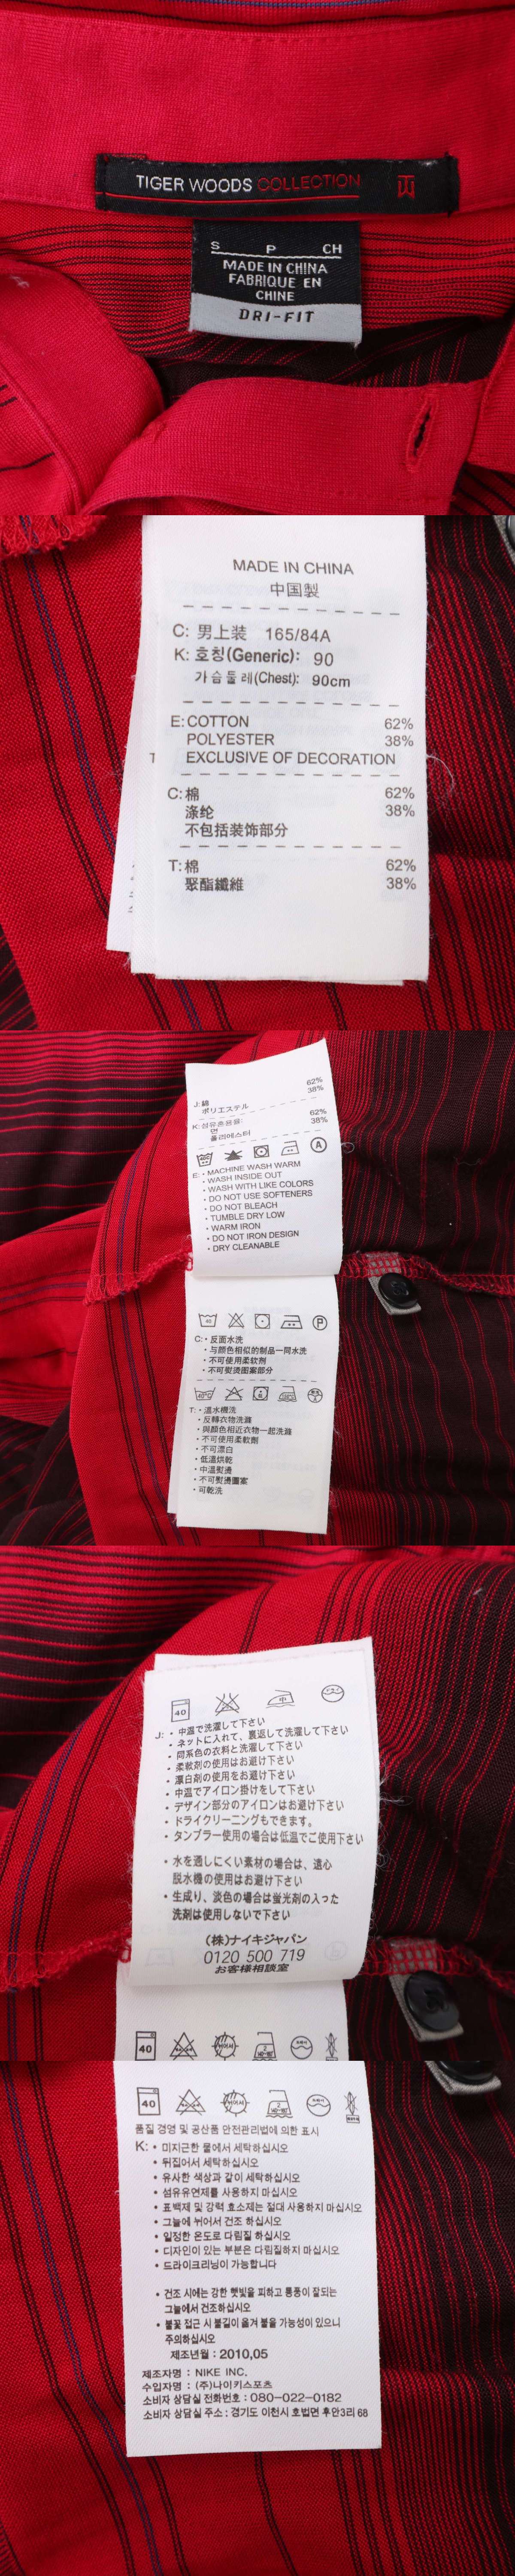 TIGER WOODS COLLECTION TW
S P CH
MADE IN CHINA
FABRIQUE EN
CHINE
DRI-FIT
MADE IN CHINA
中国製
C: 男上装 165/84A
K: 호칭(Generic): 90
가슴둘레(Chest): 90cm
E: COTTON 62%
POLYESTER 38%
EXCLUSIVE OF DECORATION
C: 棉 62%
涤纶 38%
不包括装饰部分
T: 棉 62%
聚酯纖維 38%
J: 綿 62%
ポリエステル 38%
K: 섬유혼용율:
면 62%
폴리에스터 38%
A
E: • MACHINE WASH WARM
• WASH INSIDE OUT
• WASH WITH LIKE COLORS
• DO NOT USE SOFTENERS
• DO NOT BLEACH
• TUMBLE DRY LOW
• WARM IRON
• DO NOT IRON DESIGN
• DRY CLEANABLE
40 P
C: • 反面水洗
• 与颜色相似的制品一同水洗
• 不可使用柔软剂
• 不可熨烫图案部分
40°C
T: • 溫水機洗
• 反轉衣物洗滌
• 與顏色相近衣物一起洗滌
• 不可使用柔軟劑
• 不可漂白
• 低溫烘乾
• 中溫熨燙
• 不可熨燙圖案
• 可乾洗
40 中
J: • 中温で洗濯して下さい
• ネットに入れて、裏返して洗濯して下さい
• 同系色の衣料と洗濯して下さい
• 柔軟剤の使用はお避け下さい
• 漂白剤の使用をお避け下さい
• 中温でアイロン掛けをして下さい
• デザイン部分のアイロンはお避け下さい
• ドライクリーニングもできます。
• タンブラー使用の場合は低温でご使用下さい
• 水を通しにくい素材の場合は、遠心
脱水機の使用はお避け下さい
• 生成り、淡色の場合は蛍光剤の入った
洗剤は使用しないで下さい
(株)ナイキジャパン
0120 500 719
お客様相談室
40
40
품질 경영 및 공산품 안전관리법에 의한 표시
K: • 미지근한 물에서 세탁하십시오
• 뒤집어서 세탁하십시오
• 유사한 색상과 같이 세탁하십시오
• 섬유유연제를 사용하지 마십시오
• 표백제 및 강력 효소제는 절대 사용하지 마십시오
• 그늘에 뉘어서 건조 하십시오
• 일정한 온도로 다림질 하십시오
• 디자인이 있는 부분은 다림질하지 마십시오
• 드라이크리닝이 가능합니다
• 건조 시에는 강한 햇빛을 피하고 통풍이 잘되는
그늘에서 건조하십시오
• 불꽃 접근 시 불길이 옮겨 붙을 가능성이 있으니
주의하십시오
제조년월 : 2010,05
제조자명 : NIKE INC.
수입자명 : (주)나이키스포츠
소비자 상담실 전화번호 : 080-022-0182
소비자 상담실 주소 : 경기도 이천시 호법면 후안3리 68